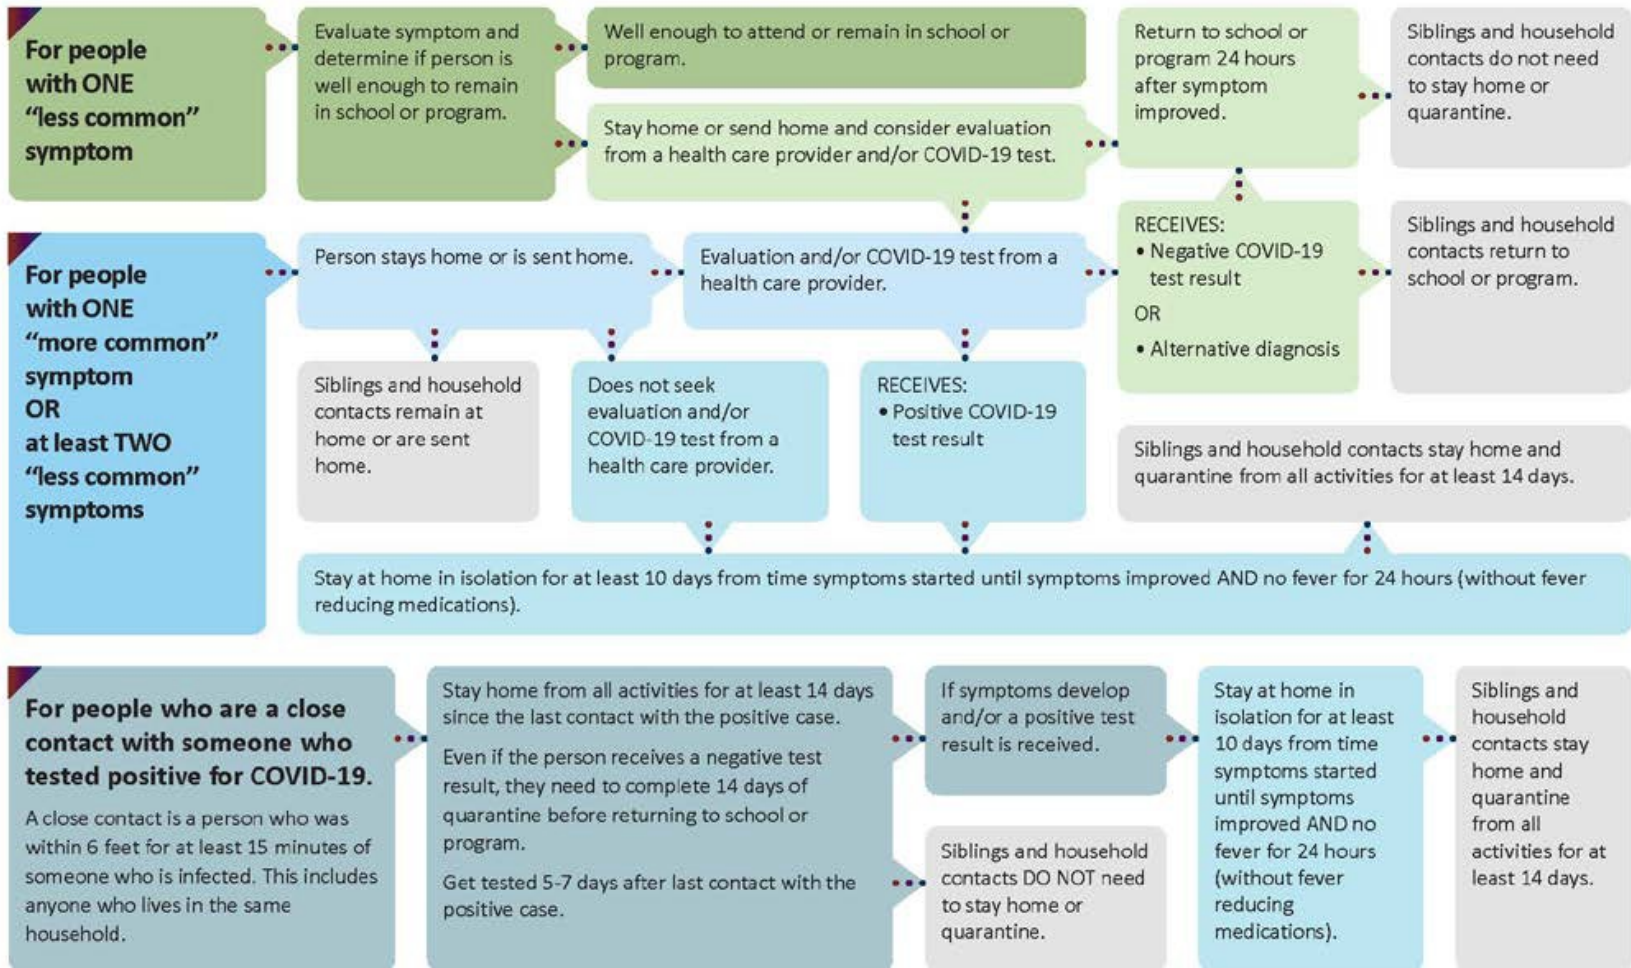 For people
with ONE
“less common”
symptom
Evaluate symptom and
determine if person is
well enough to remain
in school or program.
Well enough to attend or remain in school or
program.
Stay home or send home and consider evaluation
from a health care provider and/or COVID-19 test.
Return to school or
program 24 hours
after symptom
improved.
Siblings and household
contacts do not need
to stay home or
quarantine.
For people
with ONE
“more common”
symptom
OR
at least TWO
“less common”
symptoms
Person stays home or is sent home.
Evaluation and/or COVID-19 test from a
health care provider.
RECEIVES:
• Negative COVID-19
test result
OR
• Alternative diagnosis
Siblings and household
contacts return to
school or program.
Siblings and household
contacts remain at
home or are sent
home.
Does not seek
evaluation and/or
COVID-19 test from a
health care provider.
RECEIVES:
• Positive COVID-19
test result
Siblings and household contacts stay home and
quarantine from all activities for at least 14 days.
Stay at home in isolation for at least 10 days from time symptoms started until symptoms improved AND no fever for 24 hours (without fever
reducing medications).
For people who are a close
contact with someone who
tested positive for COVID-19.
A close contact is a person who was
within 6 feet for at least 15 minutes of
someone who is infected. This includes
anyone who lives in the same
household.
Stay home from all activities for at least 14 days
since the last contact with the positive case.
Even if the person receives a negative test
result, they need to complete 14 days of
quarantine before returning to school or
program.
Get tested 5-7 days after last contact with the
positive case.
If symptoms develop
and/or a positive test
result is received.
Siblings and household
contacts DO NOT need
to stay home or
quarantine.
Stay at home in
isolation for at least
10 days from time
symptoms started
until symptoms
improved AND no
fever for 24 hours
(without fever
reducing
medications).
Siblings and
household
contacts stay
home and
quarantine
from all
activities for at
least 14 days.